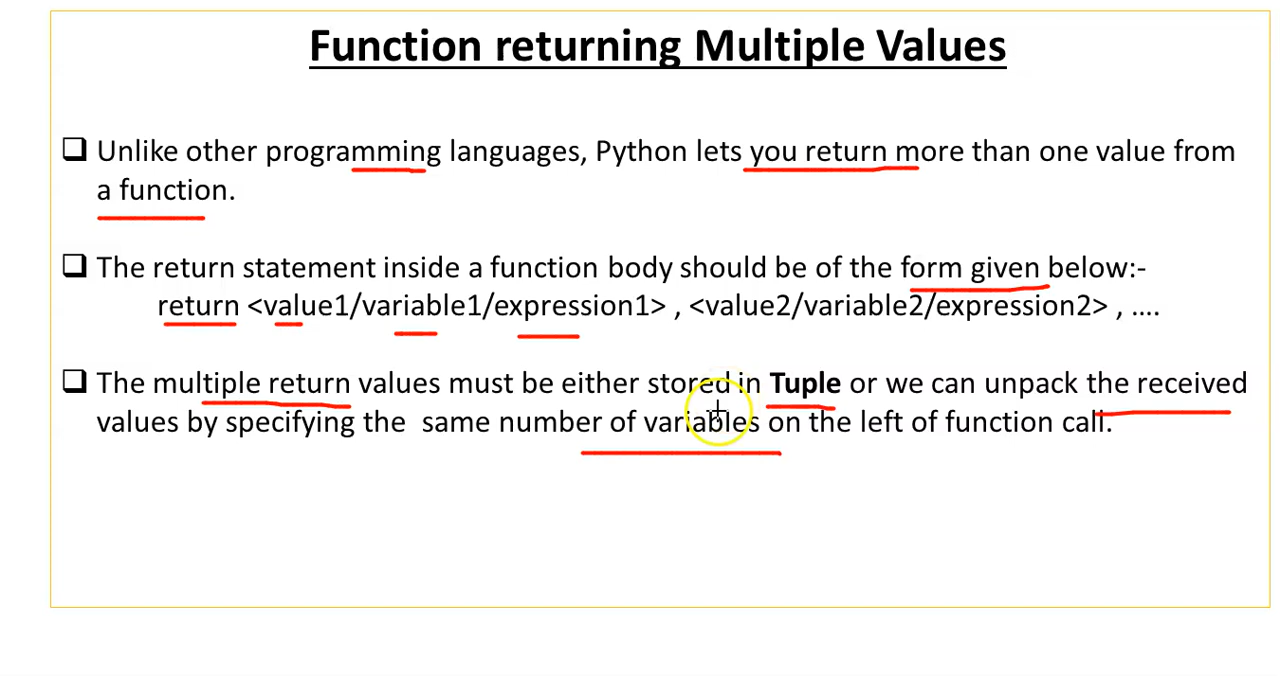 Function returning Multiple Values
Unlike other programming languages, Python lets you return more than one value from
a function.
The return statement inside a function body should be of the form given below:-
return <value1/variable1/expression1> , <value2/variable2/expression2> , ....
The multiple return values must be either stored in Tuple or we can unpack the received
values by specifying the same number of variables on the left of function call.